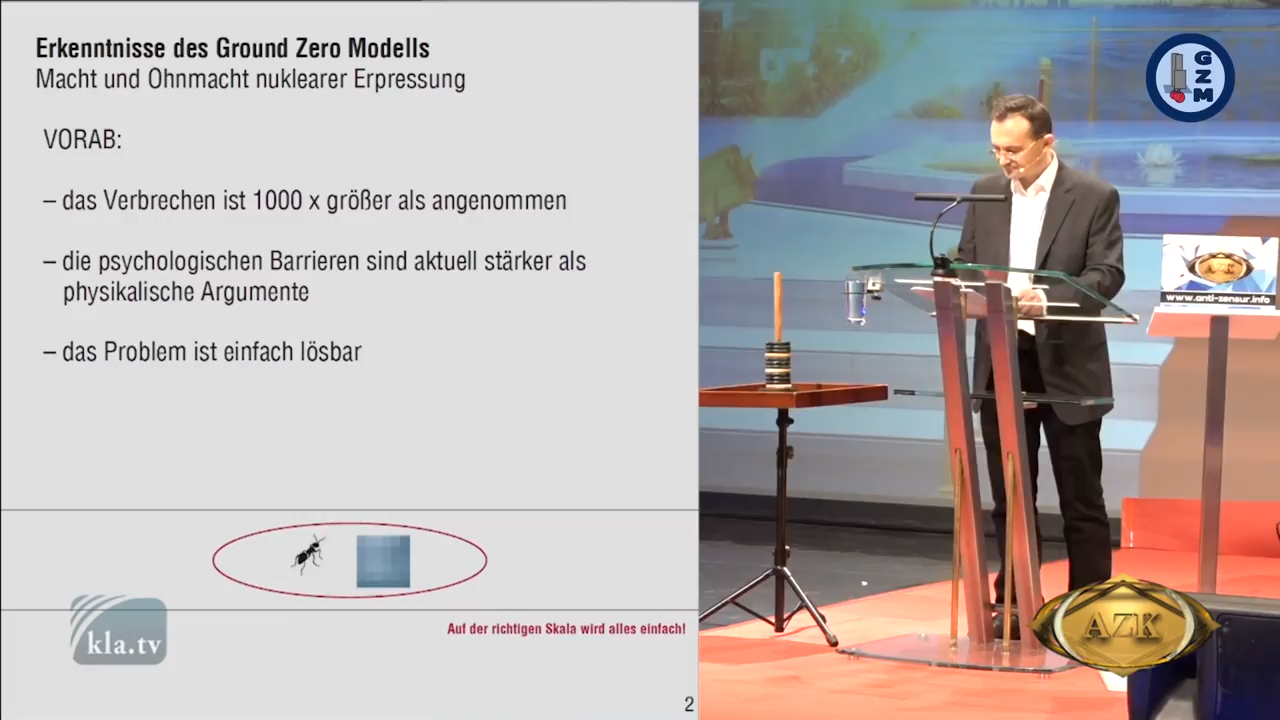 Erkenntnisse des Ground Zero Modells
Macht und Ohnmacht nuklearer Erpressung
VORAB:
– das Verbrechen ist 1000 x größer als angenommen
– die psychologischen Barrieren sind aktuell stärker als
physikalische Argumente
– das Problem ist einfach lösbar
Auf der richtigen Skala wird alles einfach!
kla.tv
2
GZM
AZK
www.anti-zensur.info
AZK